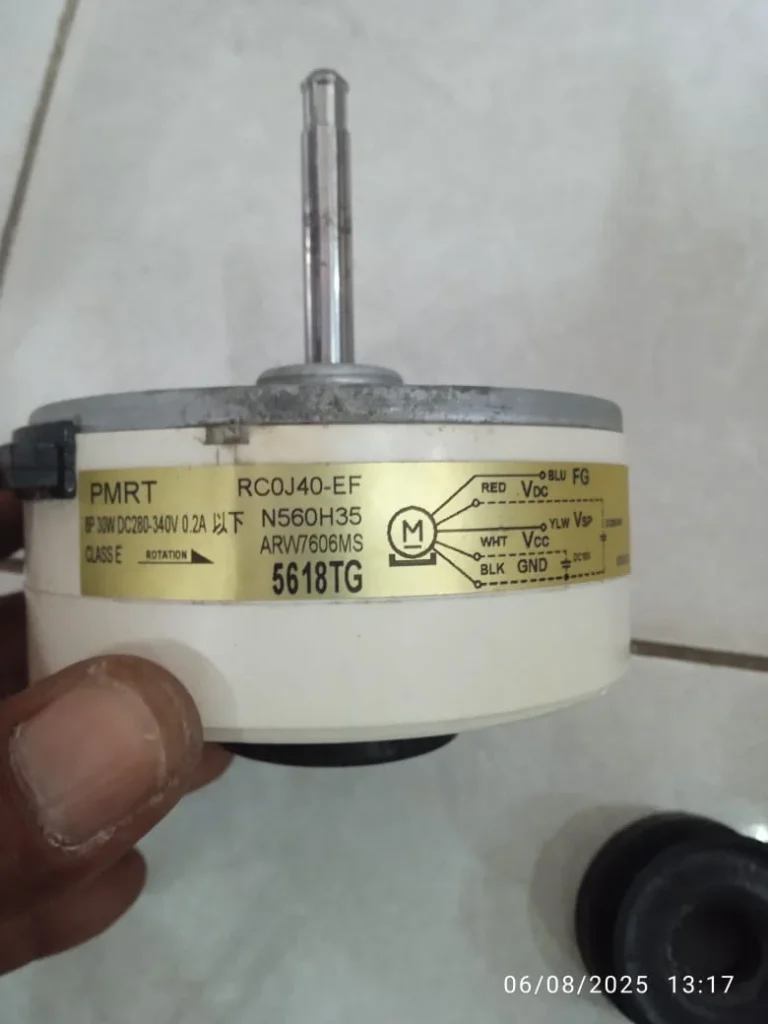 PMRT
8P 30W DC280-340V 0.2A 以下
CLASS E
ROTATION
RC0J40-EF
N560H35
ARW7606MS
5618TG
M
BLU FG
RED VDC
YLW VSP
WHT VCC
DC15V
BLK GND
06/08/2025 13:17